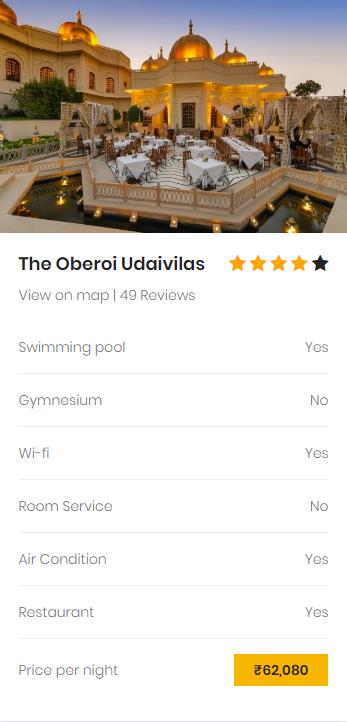 The Oberoi Udaivilas
View on map | 49 Reviews
Swimming pool Yes
Gymnesium No
Wi-fi Yes
Room Service No
Air Condition Yes
Restaurant Yes
Price per night ₹62,080